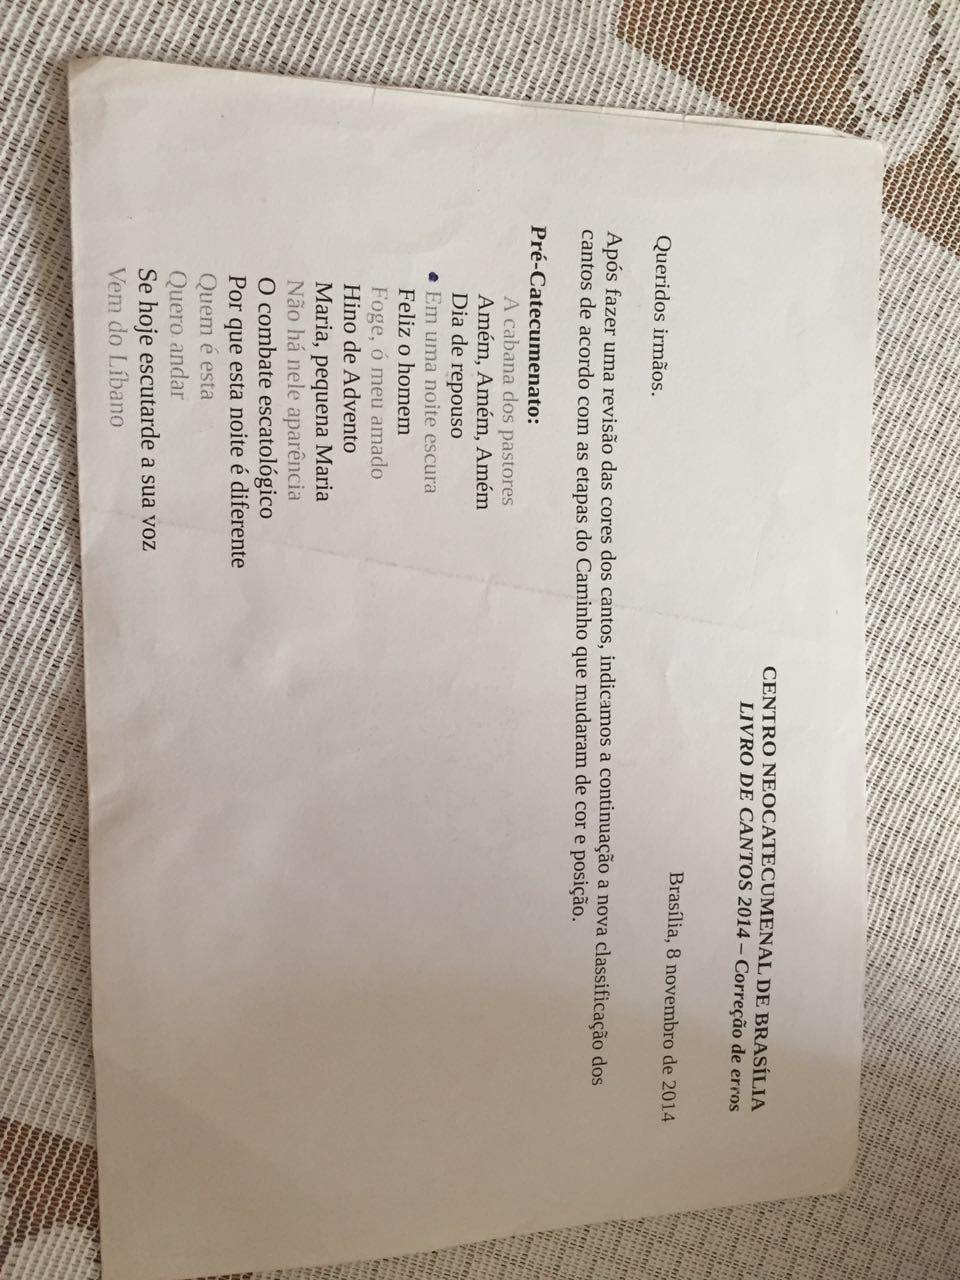 CENTRO NEOCATECUMENAL DE BRASÍLIA
LIVRO DE CANTOS 2014 – Correção de erros
Brasília, 8 novembro de 2014
Queridos irmãos.
Após fazer uma revisão das cores dos cantos, indicamos a continuação a nova classificação dos
cantos de acordo com as etapas do Caminho que mudaram de cor e posição.
Pré-Catecumenato:
A cabana dos pastores
Amém, Amém, Amém
Dia de repouso
Em uma noite escura
Feliz o homem
Foge, ó meu amado
Hino de Advento
Maria, pequena Maria
Não há nele aparência
O combate escatológico
Por que esta noite é diferente
Quem é esta
Quero andar
Se hoje escutarde a sua voz
Vem do Líbano